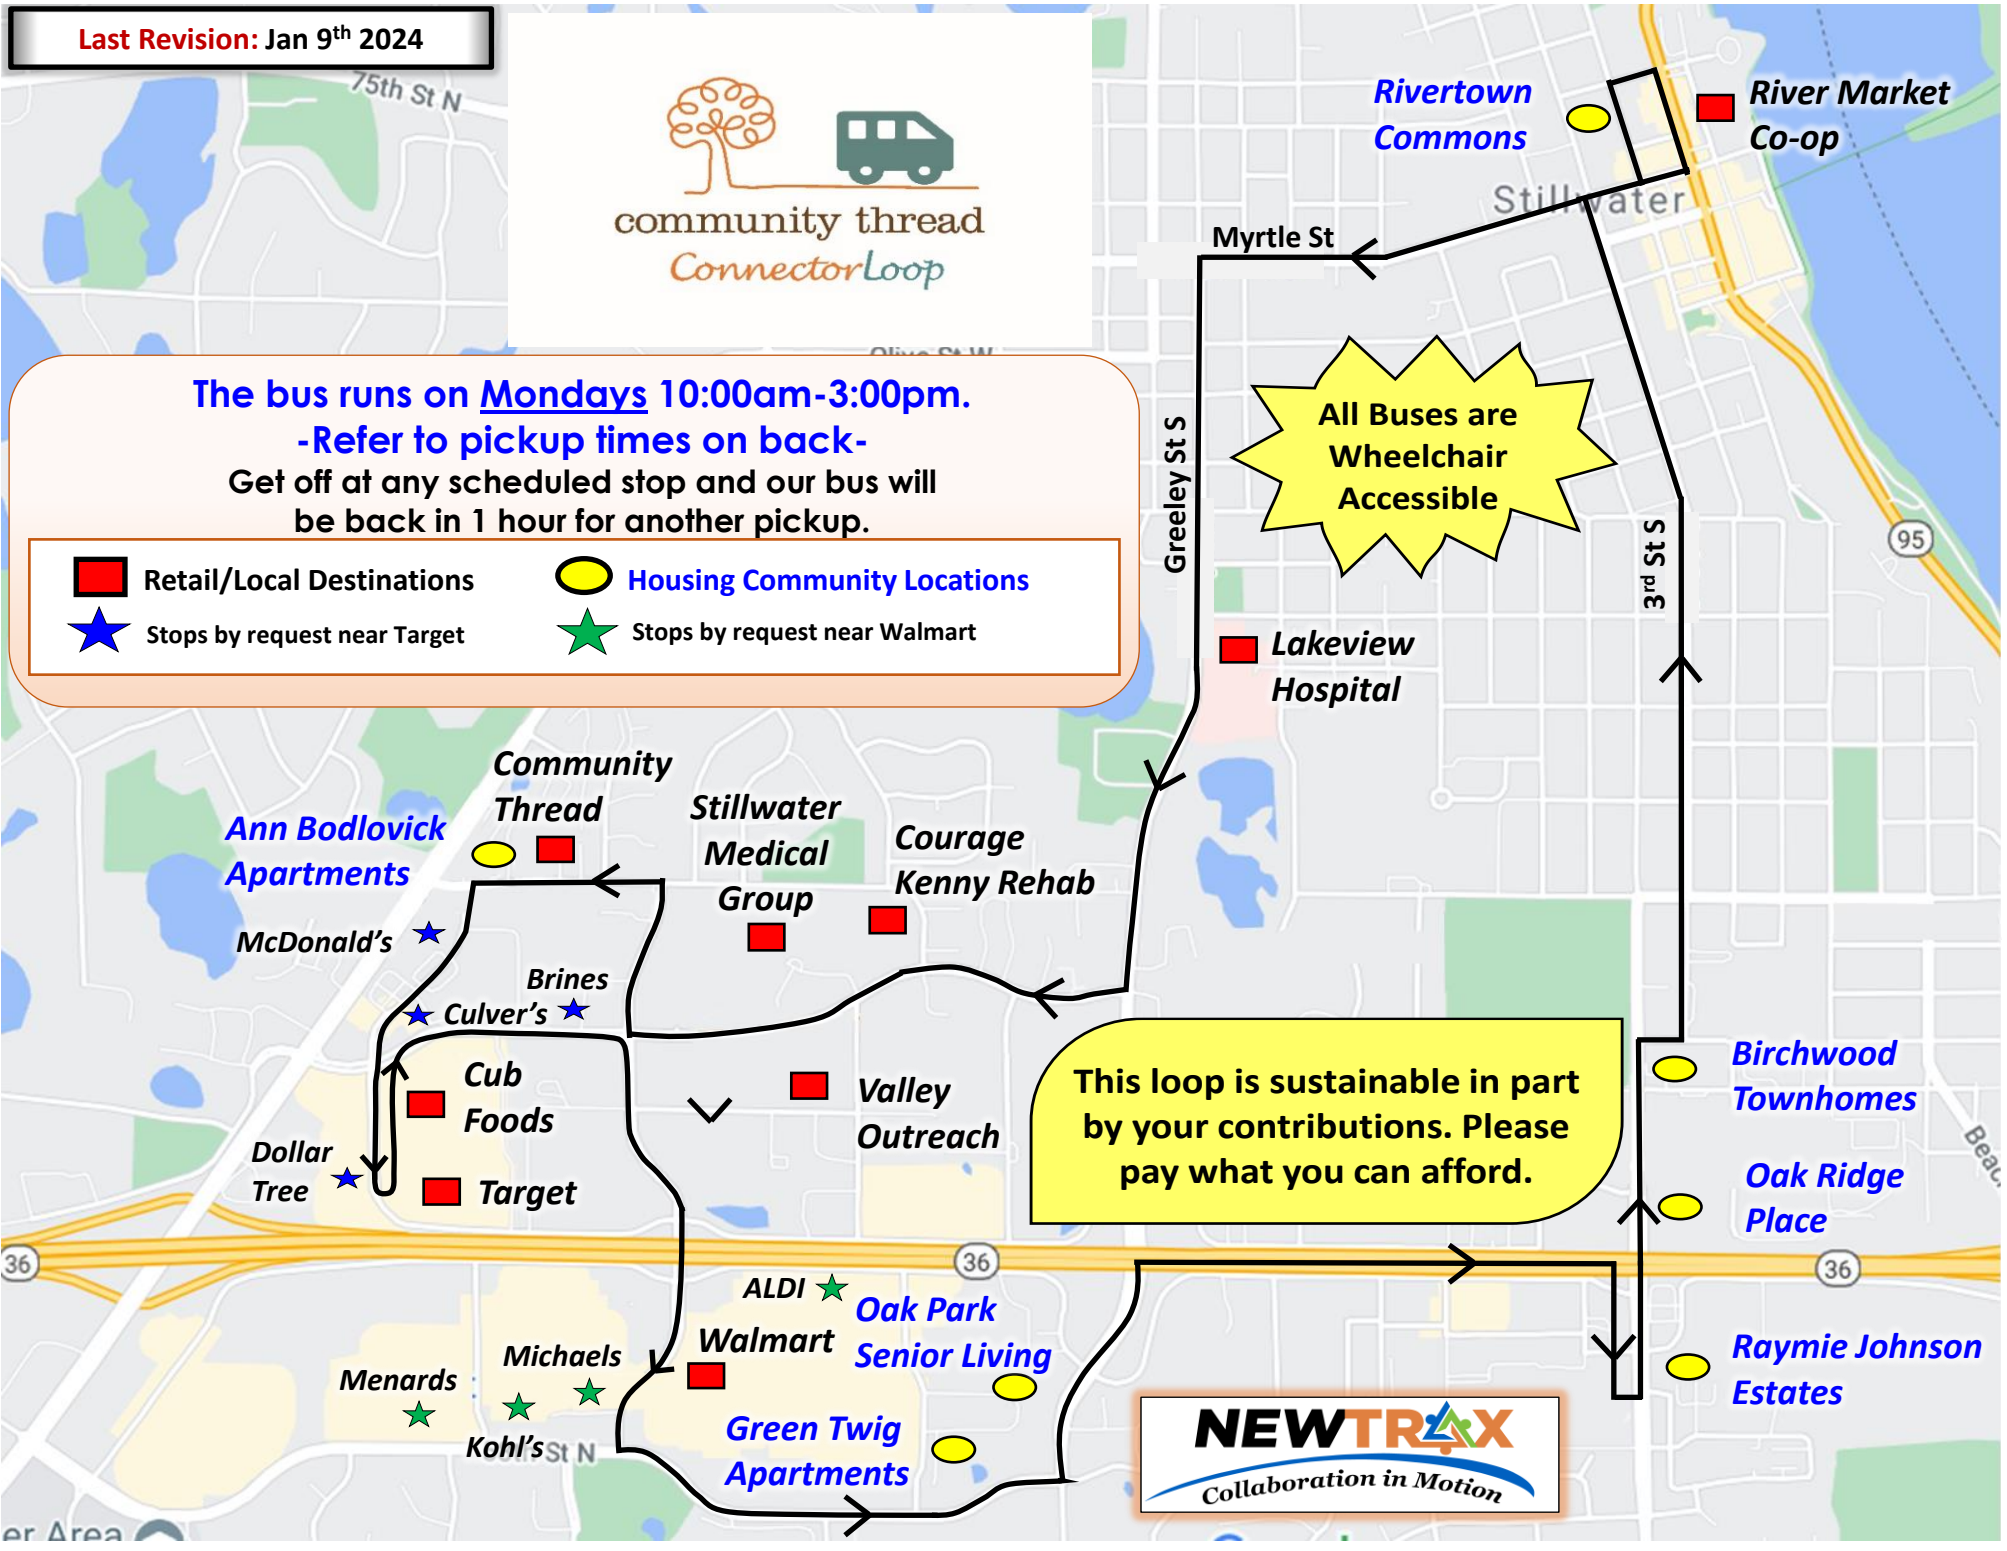 Last Revision: Jan 9th 2024
75th St N
community thread
ConnectorLoop
Rivertown
Commons
River Market
Co-op
Stillwater
Myrtle St
The bus runs on Mondays 10:00am-3:00pm.
-Refer to pickup times on back-
Get off at any scheduled stop and our bus will
be back in 1 hour for another pickup.
Retail/Local Destinations
Housing Community Locations
Stops by request near Target
Stops by request near Walmart
All Buses are
Wheelchair
Accessible
Greeley St S
3rd St S
95
Lakeview
Hospital
Community
Thread
Ann Bodlovick
Apartments
Stillwater
Medical
Group
Courage
Kenny Rehab
McDonald's
Brines
Culver's
Cub
Foods
Valley
Outreach
Dollar
Tree
Target
This loop is sustainable in part
by your contributions. Please
pay what you can afford.
Birchwood
Townhomes
Oak Ridge
Place
36
36
36
ALDI
Oak Park
Senior Living
Walmart
Michaels
Menards
Kohl's
St N
Green Twig
Apartments
Raymie Johnson
Estates
NEWTRAX
Collaboration in Motion
er Area